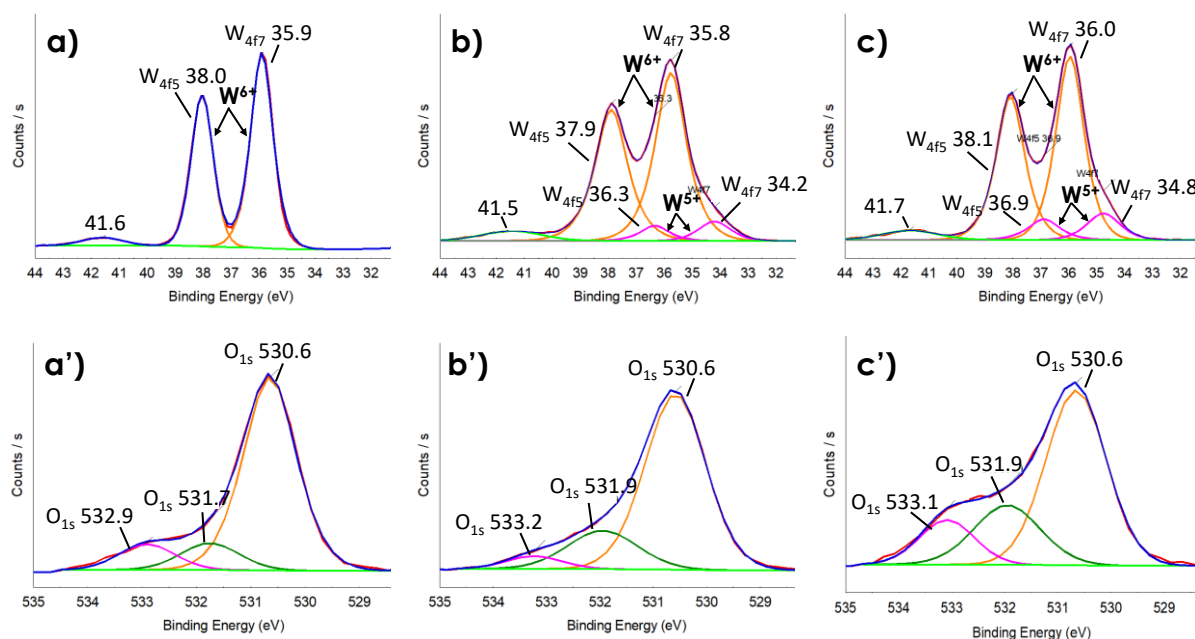 a)
W4f7 35.9
W4f5 38.0
W6+
41.6
Counts / s
44 43 42 41 39 38 37 36 34 33 32
Binding Energy (eV)
b)
W4f7 35.8
W6+
36.3
W4f5 37.9
W4f5 36.3
W5+
W4f7
W4f7 34.2
41.5
Counts / s
44 43 42 41 39 38 37 36 34 33 32
Binding Energy (eV)
c)
W4f7 36.0
W6+
W4f5 36.9
W4f5 38.1
W4f7
W5+
W4f7 34.8
W4f5 36.9
41.7
Counts / s
44 43 42 41 39 38 37 36 34 33 32
Binding Energy (eV)
a’)
O1s 530.6
O1s 531.7
O1s 532.9
Counts / s
535 534 533 532 531 530 529
Binding Energy (eV)
b’)
O1s 530.6
O1s 531.9
O1s 533.2
Counts / s
535 534 533 532 531 530 529
Binding Energy (eV)
c’)
O1s 530.6
O1s 531.9
O1s 533.1
Counts / s
535 534 533 532 531 530 529
Binding Energy (eV)